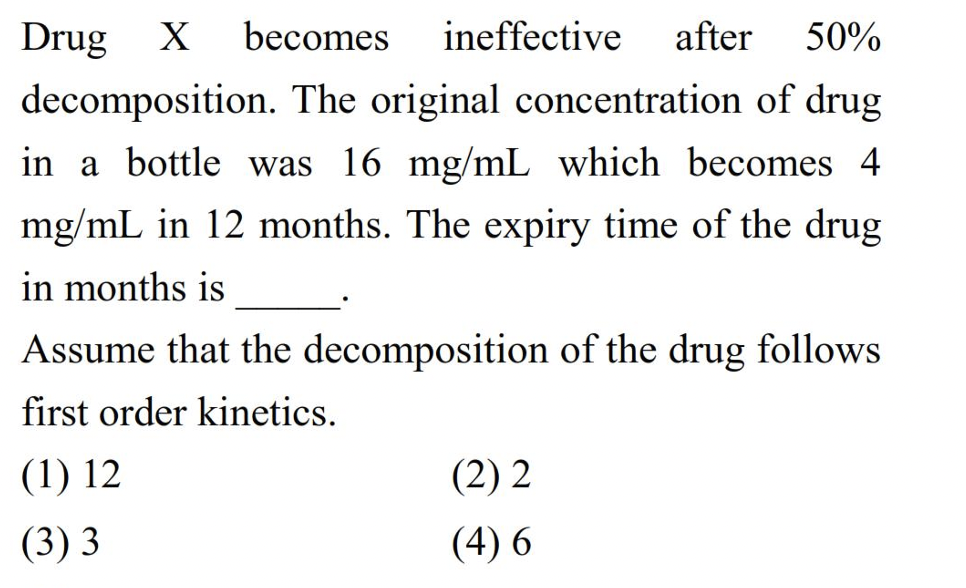 Drug X becomes ineffective after 50%
decomposition. The original concentration of drug
in a bottle was 16 mg/mL which becomes 4
mg/mL in 12 months. The expiry time of the drug
in months is _____.
Assume that the decomposition of the drug follows
first order kinetics.
(1) 12 (2) 2
(3) 3 (4) 6